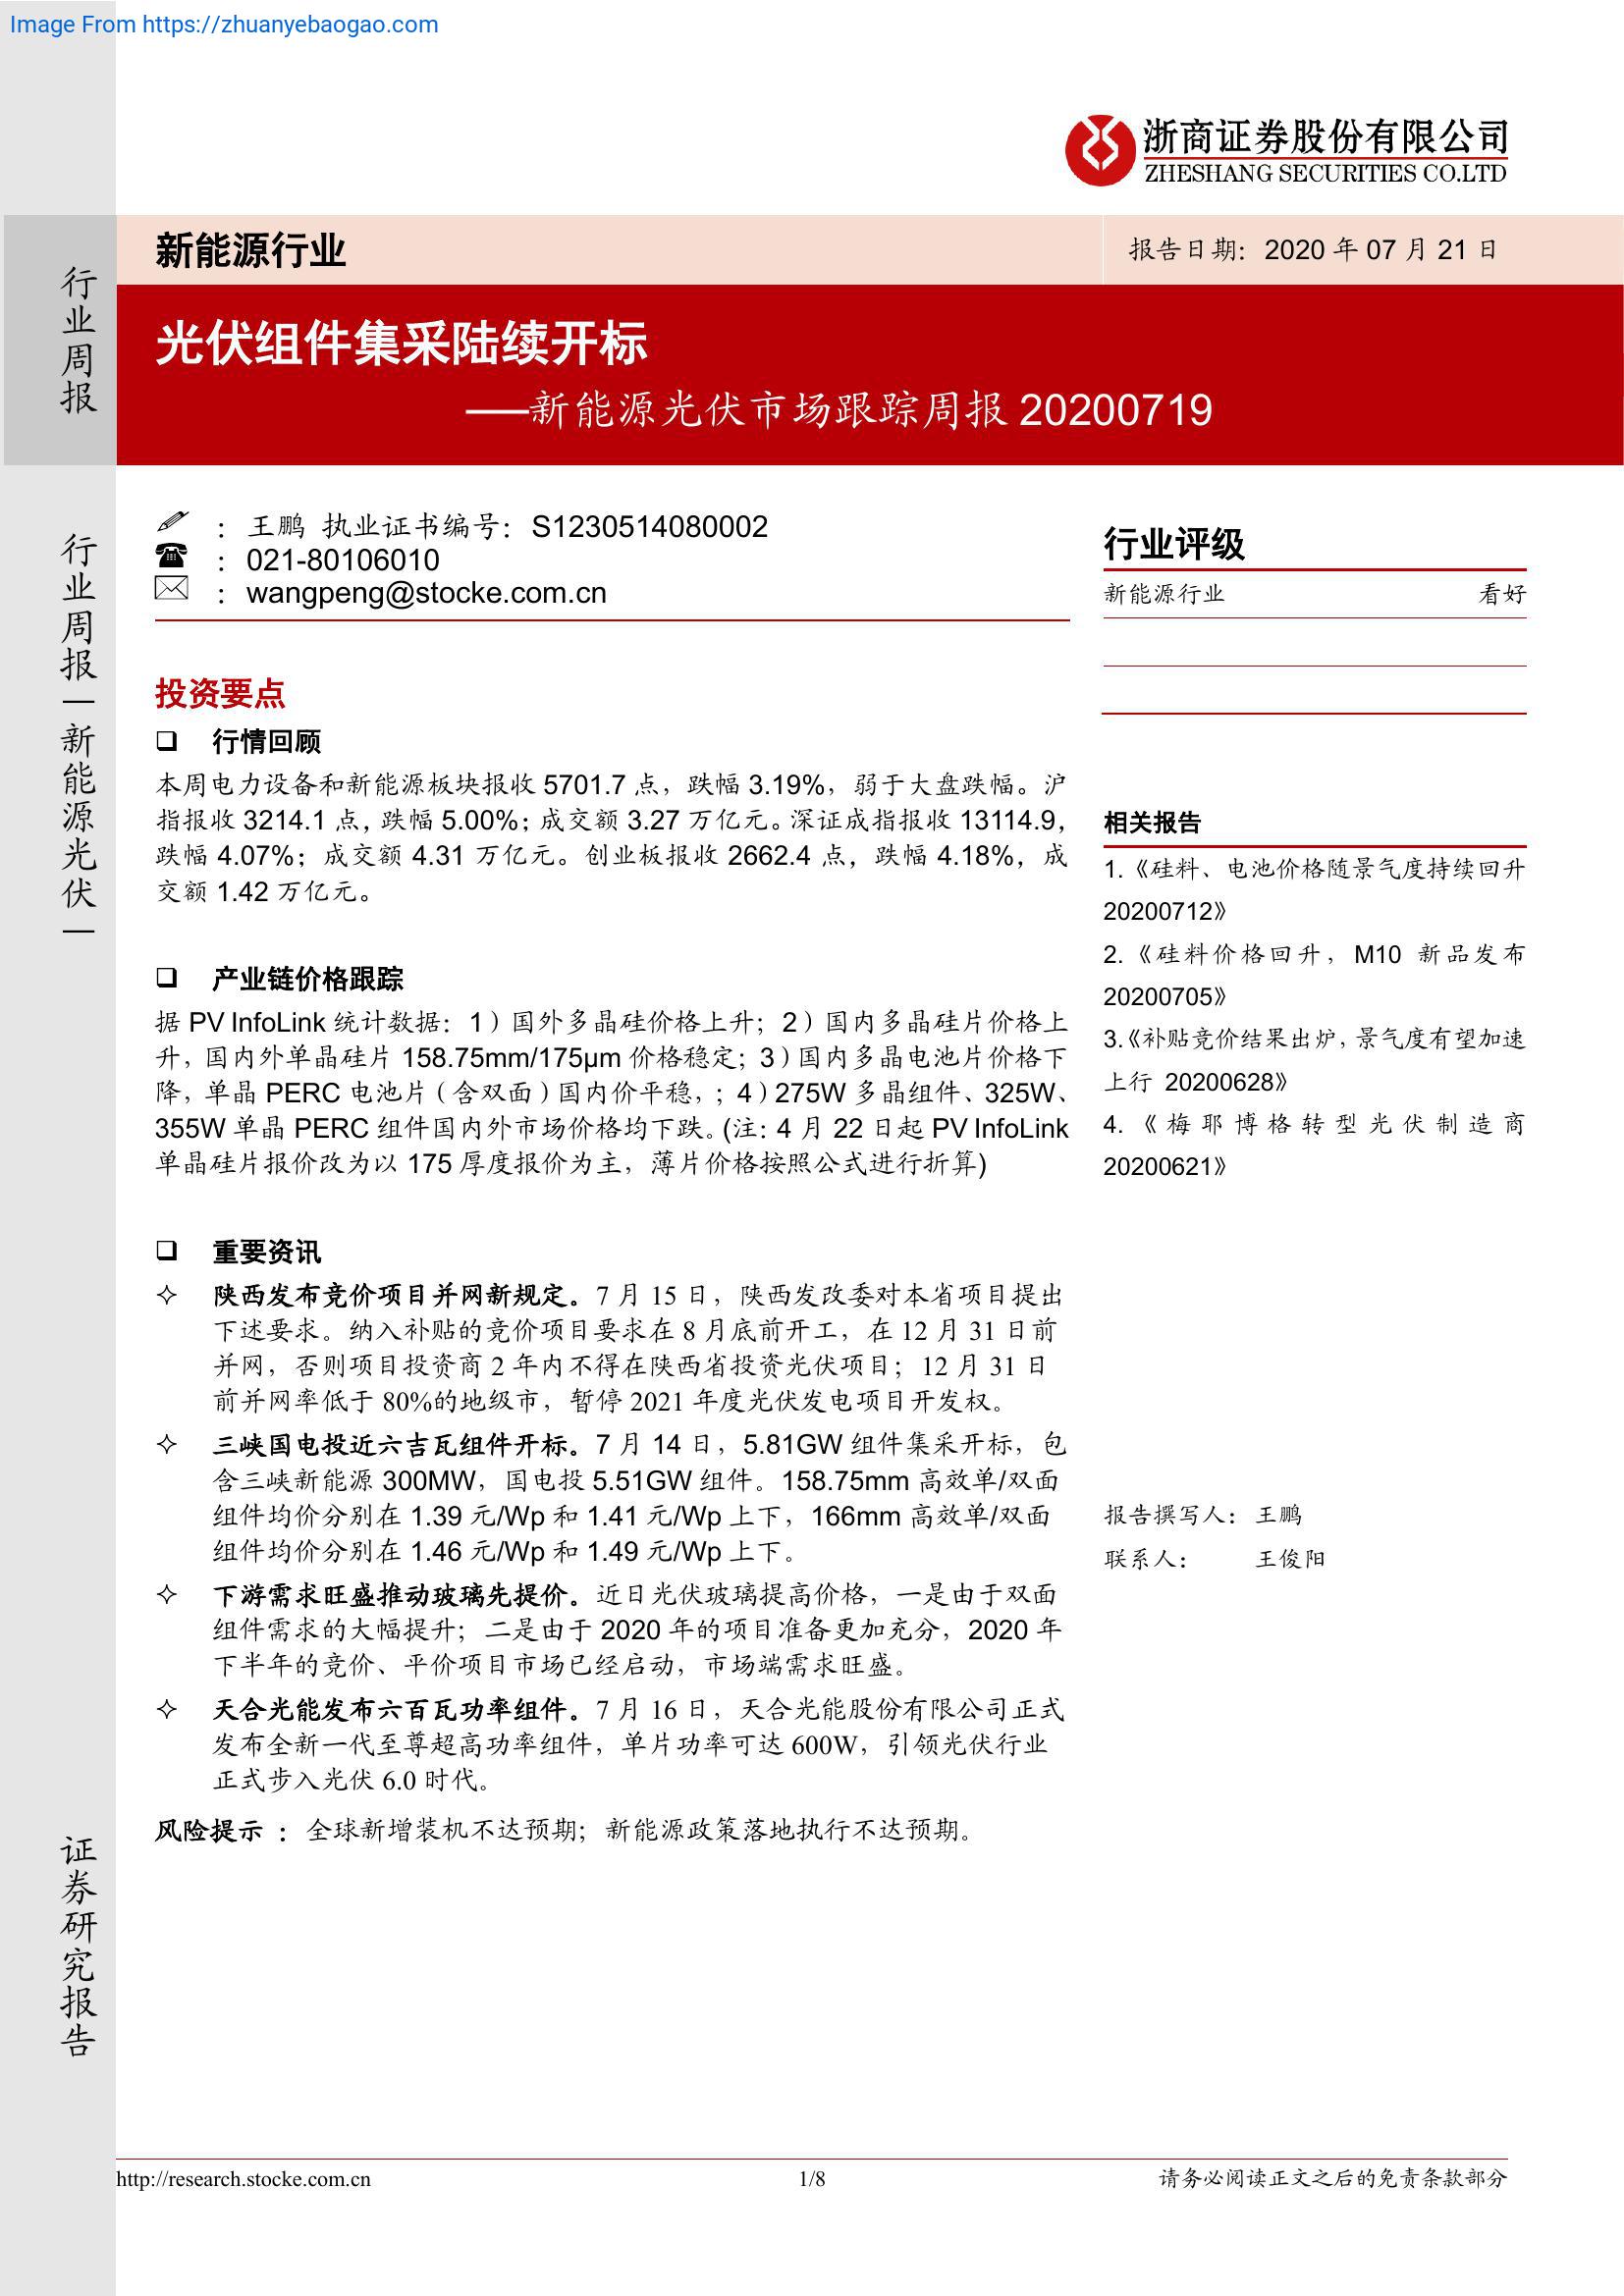 Image From https://zhuanyebaogao.com
浙商证券股份有限公司
ZHESHANG SECURITIES CO.LTD
行业周报
行业周报—新能源光伏—
证券研究报告
新能源行业
报告日期：2020 年 07 月 21 日
光伏组件集采陆续开标
——新能源光伏市场跟踪周报 20200719
：王鹏 执业证书编号：S1230514080002
：021-80106010
：wangpeng@stocke.com.cn
投资要点
行情回顾
本周电力设备和新能源板块报收 5701.7 点，跌幅 3.19%，弱于大盘跌幅。沪
指报收 3214.1 点，跌幅 5.00%；成交额 3.27 万亿元。深证成指报收 13114.9，
跌幅 4.07%；成交额 4.31 万亿元。创业板报收 2662.4 点，跌幅 4.18%，成
交额 1.42 万亿元。
产业链价格跟踪
据 PV InfoLink 统计数据：1）国外多晶硅价格上升；2）国内多晶硅片价格上
升，国内外单晶硅片 158.75mm/175μm 价格稳定；3）国内多晶电池片价格下
降，单晶 PERC 电池片（含双面）国内价平稳，；4）275W 多晶组件、325W、
355W 单晶 PERC 组件国内外市场价格均下跌。(注：4 月 22 日起 PV InfoLink
单晶硅片报价改为以 175 厚度报价为主，薄片价格按照公式进行折算)
重要资讯
陕西发布竞价项目并网新规定。7 月 15 日，陕西发改委对本省项目提出
下述要求。纳入补贴的竞价项目要求在 8 月底前开工，在 12 月 31 日前
并网，否则项目投资商 2 年内不得在陕西省投资光伏项目；12 月 31 日
前并网率低于 80%的地级市，暂停 2021 年度光伏发电项目开发权。
三峡国电投近六吉瓦组件开标。7 月 14 日，5.81GW 组件集采开标，包
含三峡新能源 300MW，国电投 5.51GW 组件。158.75mm 高效单/双面
组件均价分别在 1.39 元/Wp 和 1.41 元/Wp 上下，166mm 高效单/双面
组件均价分别在 1.46 元/Wp 和 1.49 元/Wp 上下。
下游需求旺盛推动玻璃先提价。近日光伏玻璃提高价格，一是由于双面
组件需求的大幅提升；二是由于 2020 年的项目准备更加充分，2020 年
下半年的竞价、平价项目市场已经启动，市场端需求旺盛。
天合光能发布六百瓦功率组件。7 月 16 日，天合光能股份有限公司正式
发布全新一代至尊超高功率组件，单片功率可达 600W，引领光伏行业
正式步入光伏 6.0 时代。
风险提示 ：全球新增装机不达预期；新能源政策落地执行不达预期。
行业评级
新能源行业 看好
相关报告
1.《硅料、电池价格随景气度持续回升
20200712》
2.《硅料价格回升，M10 新品发布
20200705》
3.《补贴竞价结果出炉，景气度有望加速
上行 20200628》
4.《梅耶博格转型光伏制造商
20200621》
报告撰写人：王鹏
联系人： 王俊阳
http://research.stocke.com.cn 1/8 请务必阅读正文之后的免责条款部分